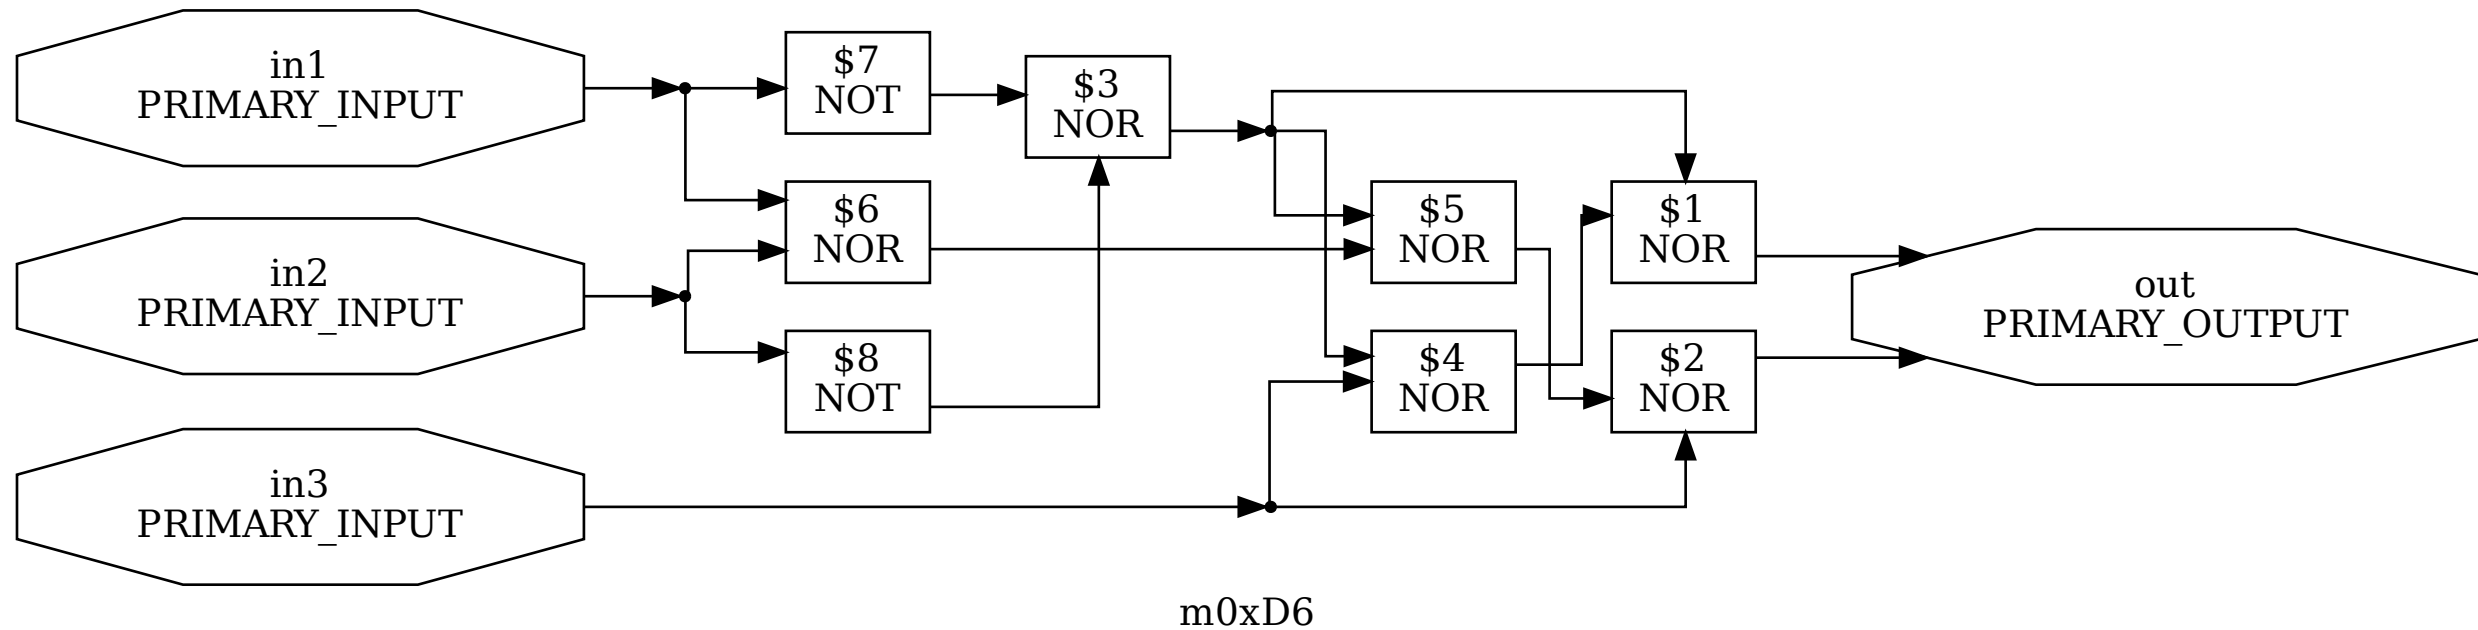 in1
PRIMARY_INPUT
$7
NOT
$3
NOR
in2
PRIMARY_INPUT
$6
NOR
$5
NOR
$1
NOR
out
PRIMARY_OUTPUT
$8
NOT
$4
NOR
$2
NOR
in3
PRIMARY_INPUT
m0xD6